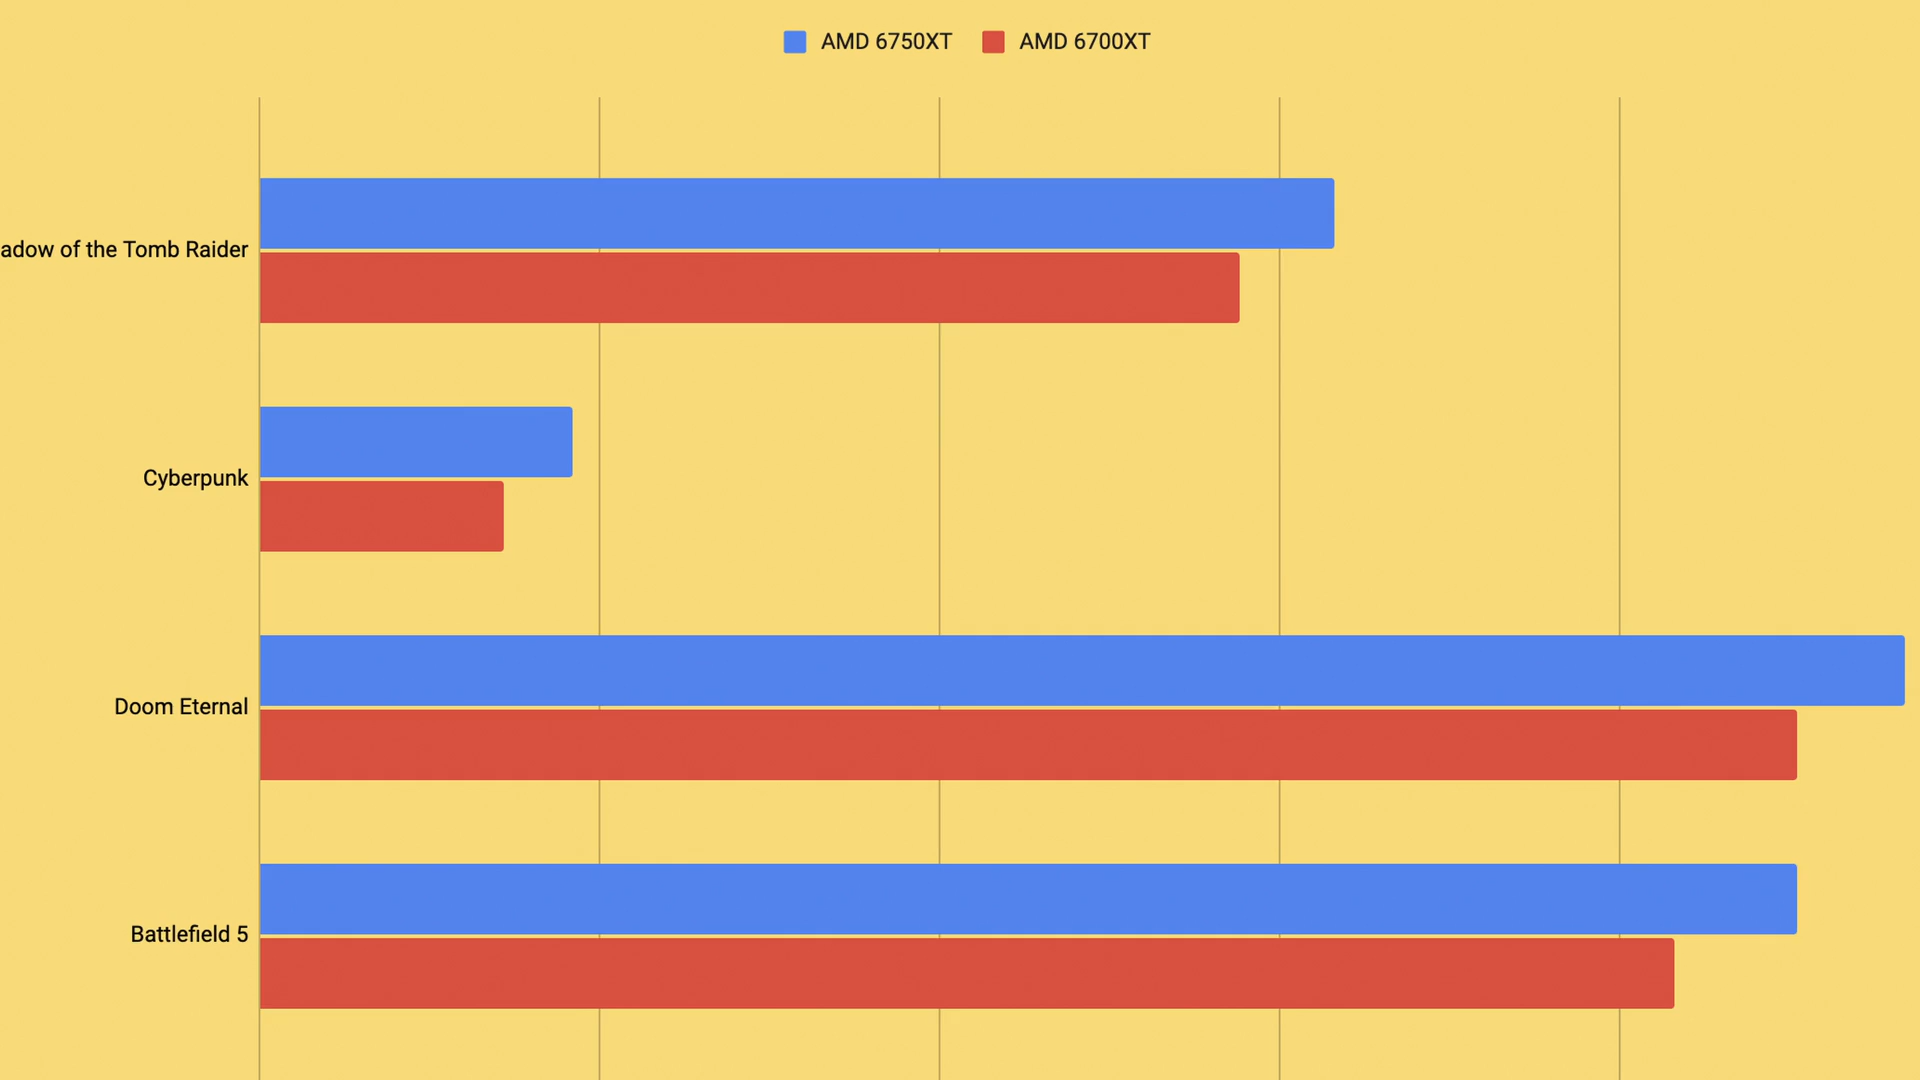 AMD 6750XT AMD 6700XT
adow of the Tomb Raider
Cyberpunk
Doom Eternal
Battlefield 5